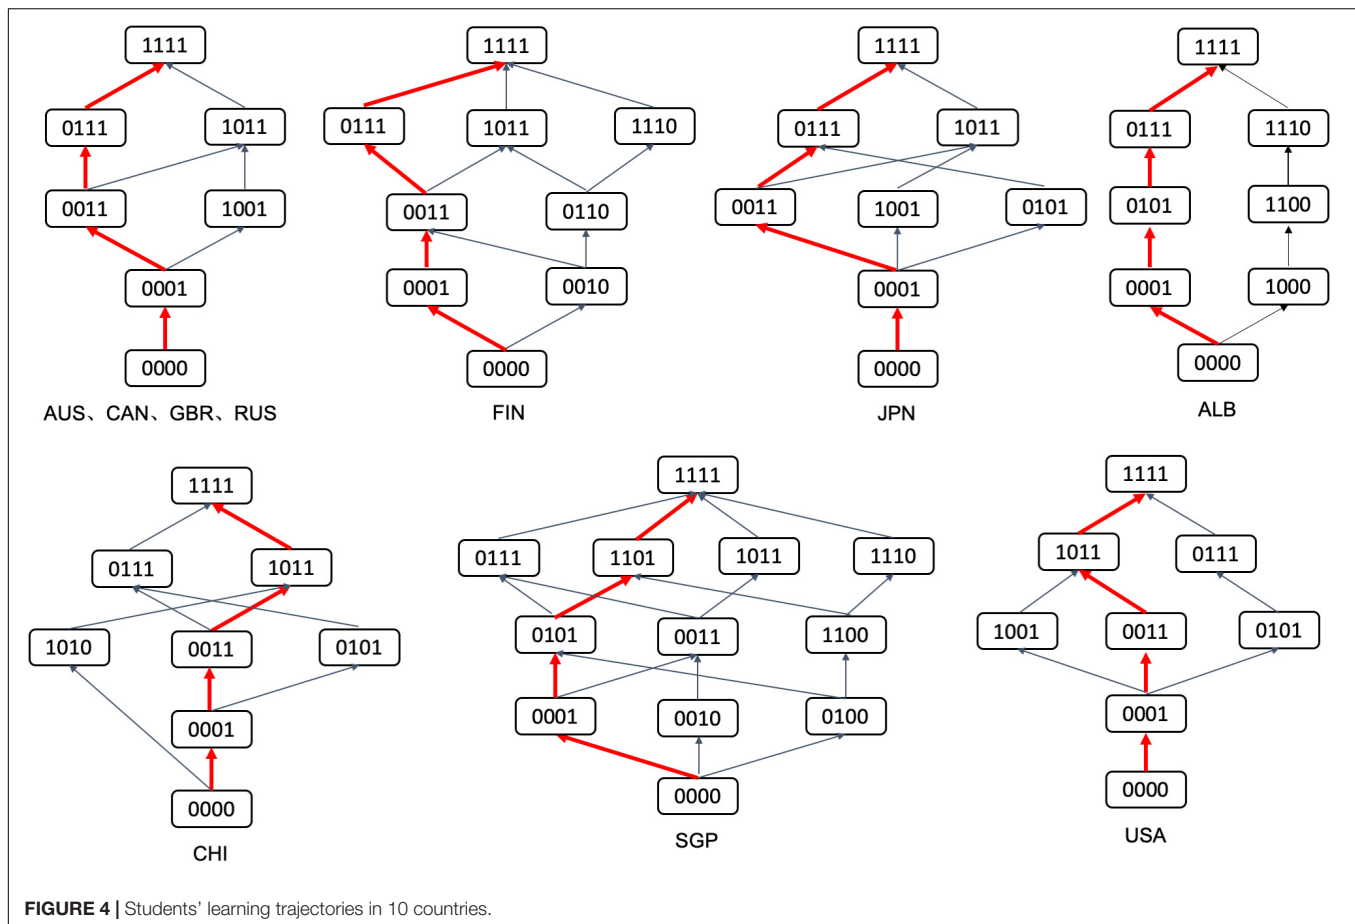 1111
0111 1011
0011 1001
0001
0000
AUS、CAN、GBR、RUS
1111
0111 1011 1110
0011 0110
0001 0010
0000
FIN
1111
0111 1011
0011 1001 0101
0001
0000
JPN
1111
0111 1110
0101 1100
0001 1000
0000
ALB
1111
0111 1011
1010 0011 0101
0001
0000
CHI
1111
0111 1101 1011 1110
0101 0011 1100
0001 0010 0100
0000
SGP
1111
1011 0111
1001 0011 0101
0001
0000
USA
FIGURE 4 | Students' learning trajectories in 10 countries.